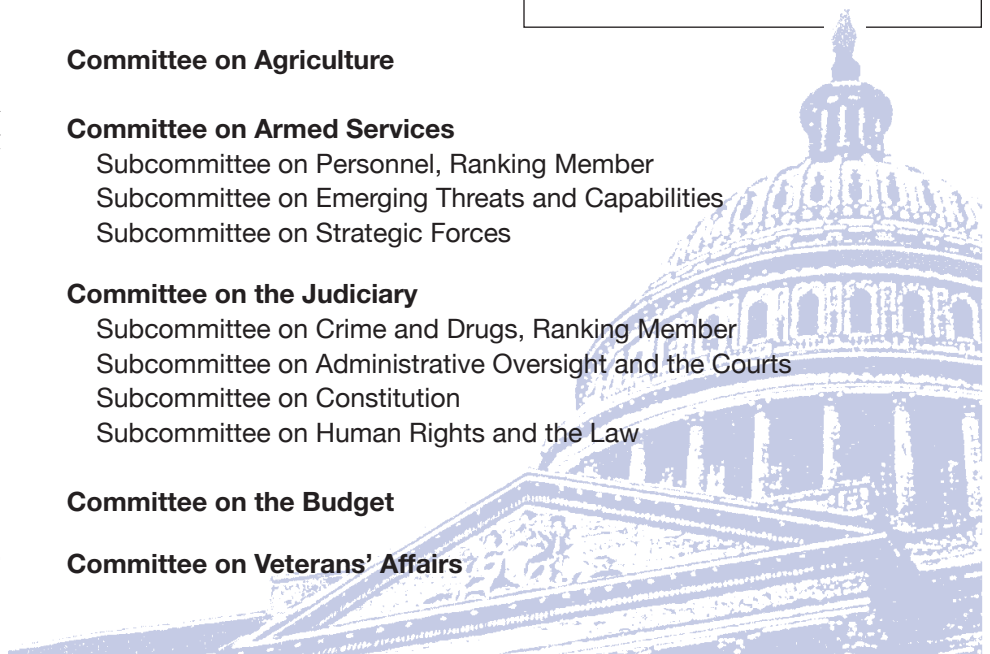 Committee on Agriculture
Committee on Armed Services
Subcommittee on Personnel, Ranking Member
Subcommittee on Emerging Threats and Capabilities
Subcommittee on Strategic Forces
Committee on the Judiciary
Subcommittee on Crime and Drugs, Ranking Member
Subcommittee on Administrative Oversight and the Courts
Subcommittee on Constitution
Subcommittee on Human Rights and the Law
Committee on the Budget
Committee on Veterans’ Affairs